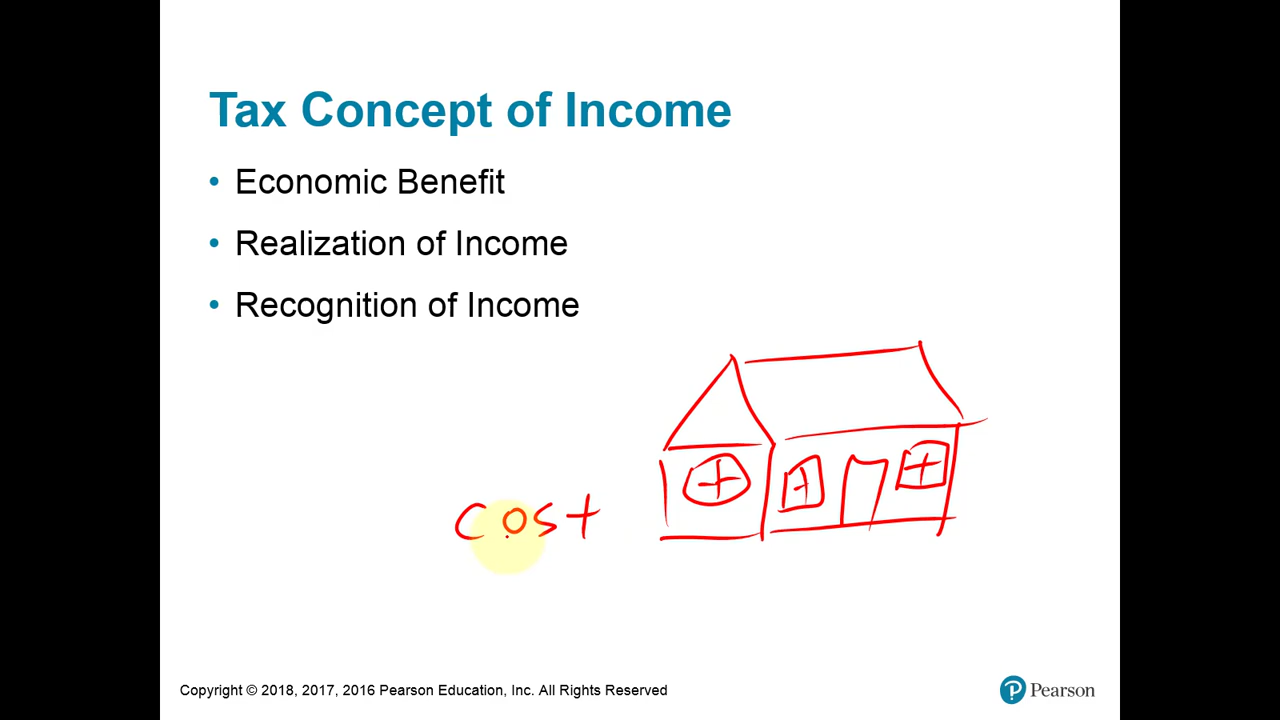 Tax Concept of Income
• Economic Benefit
• Realization of Income
• Recognition of Income
cost
Copyright © 2018, 2017, 2016 Pearson Education, Inc. All Rights Reserved
P Pearson